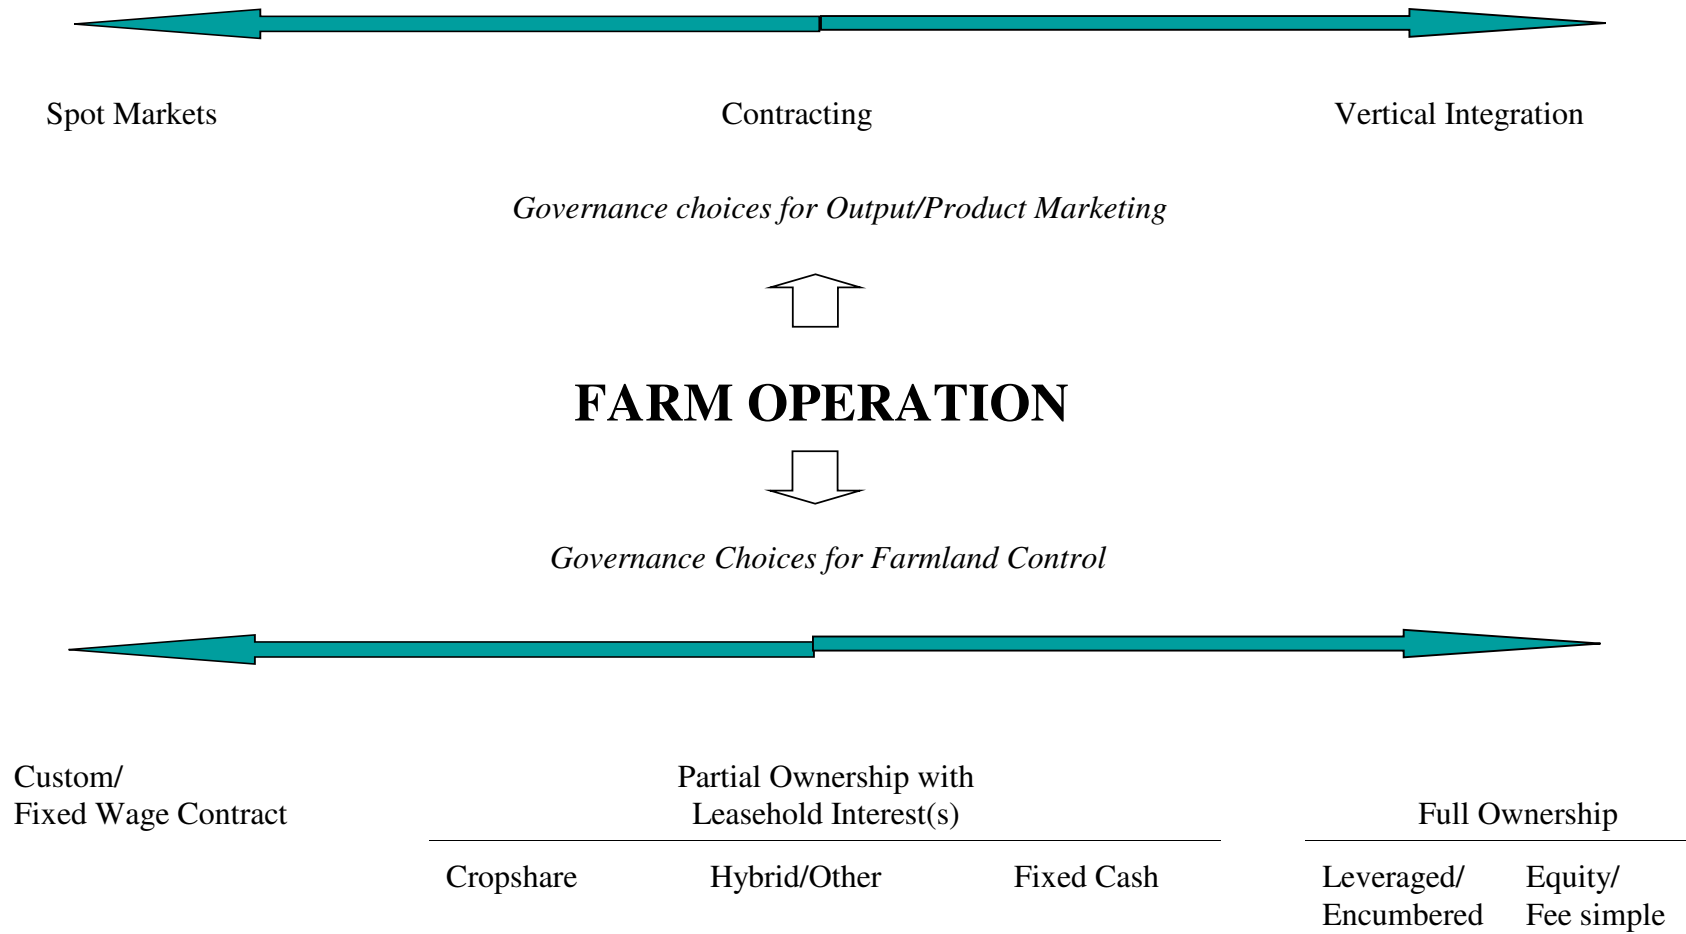 Spot Markets Contracting Vertical Integration
Governance choices for Output/Product Marketing
FARM OPERATION
Governance Choices for Farmland Control
Custom/
Fixed Wage Contract
Partial Ownership with
Leasehold Interest(s)
Cropshare Hybrid/Other Fixed Cash
Full Ownership
Leveraged/
Encumbered
Equity/
Fee simple